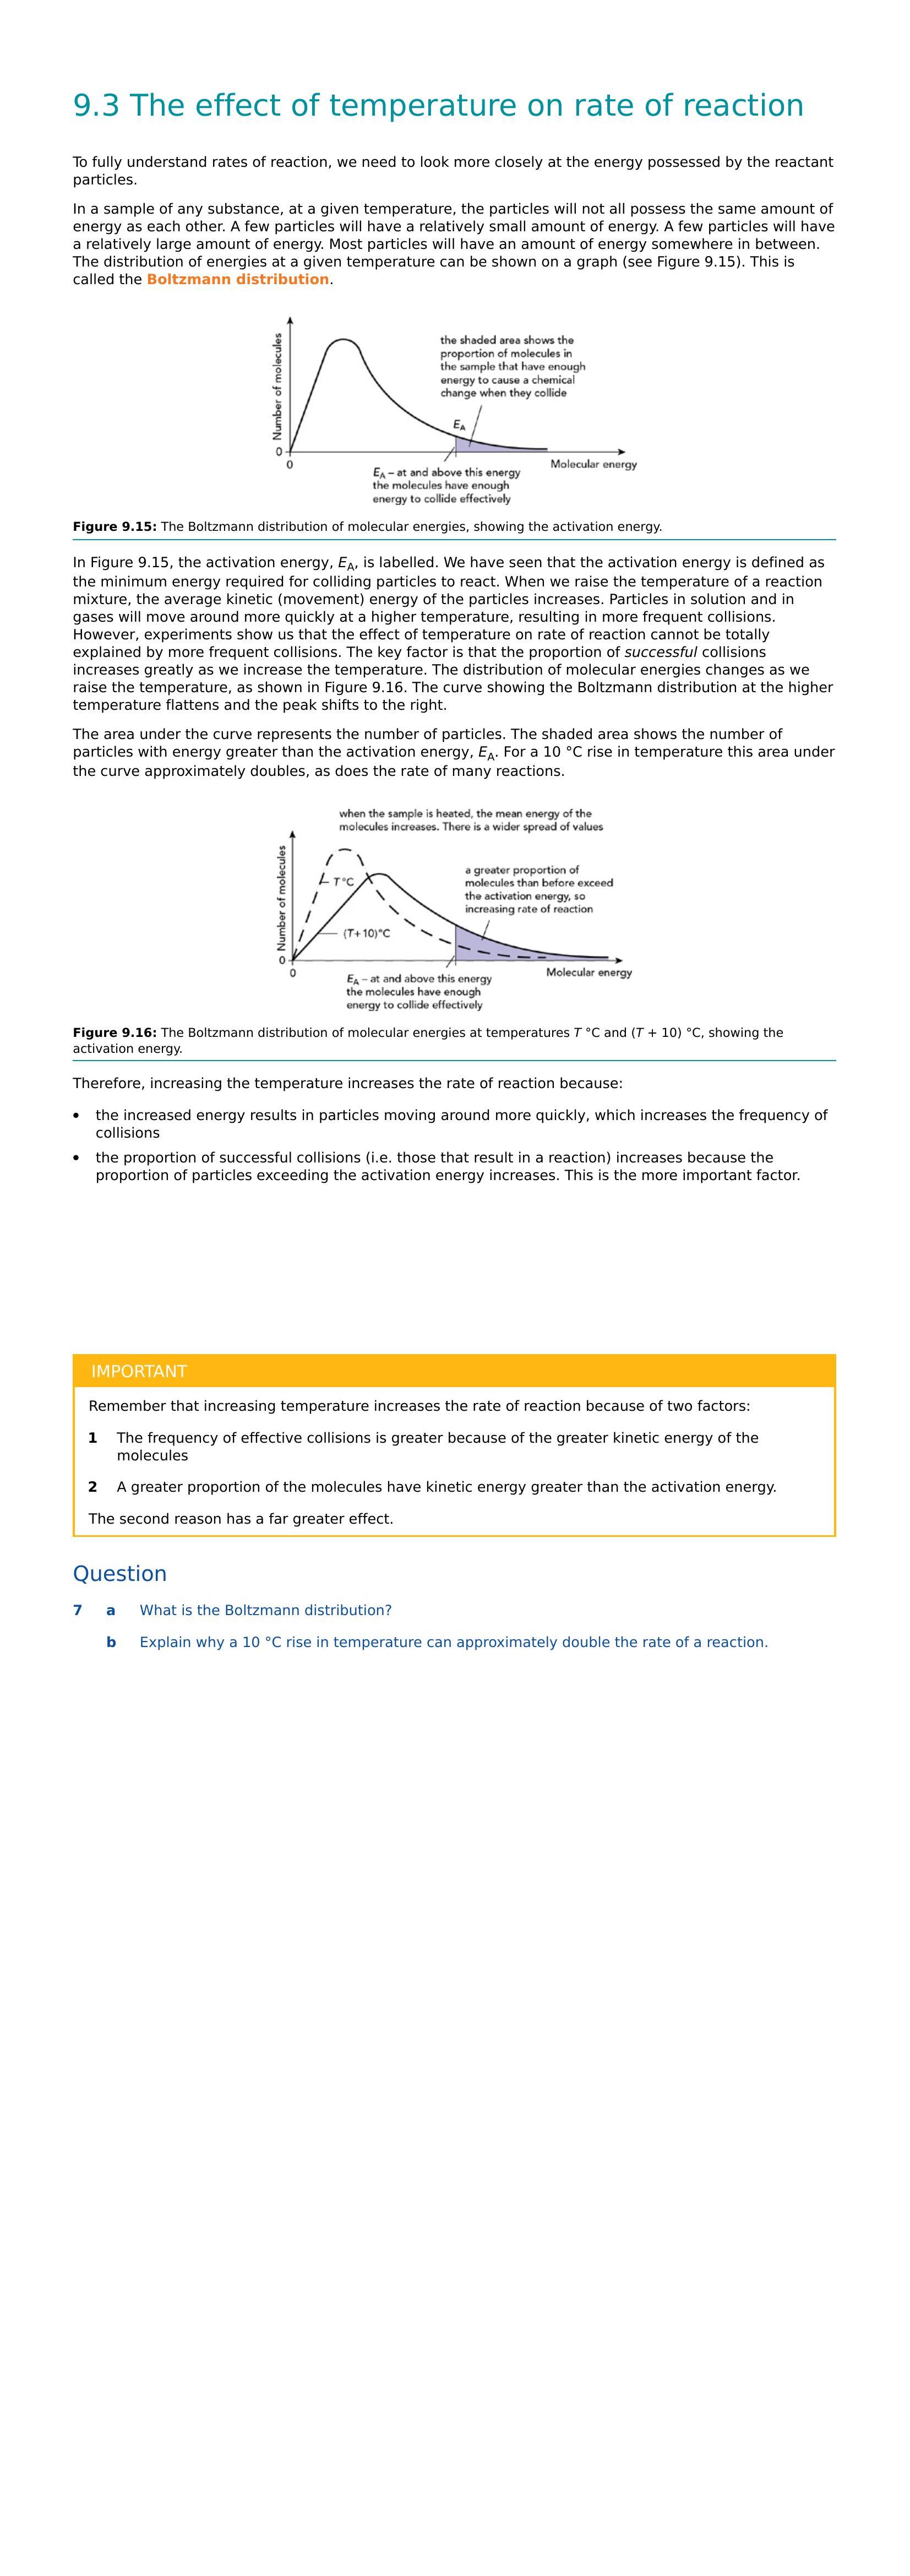 9.3 The effect of temperature on rate of reaction
To fully understand rates of reaction, we need to look more closely at the energy possessed by the reactant
particles.
In a sample of any substance, at a given temperature, the particles will not all possess the same amount of
energy as each other. A few particles will have a relatively small amount of energy. A few particles will have
a relatively large amount of energy. Most particles will have an amount of energy somewhere in between.
The distribution of energies at a given temperature can be shown on a graph (see Figure 9.15). This is
called the Boltzmann distribution.
Number of molecules
the shaded area shows the
proportion of molecules in
the sample that have enough
energy to cause a chemical
change when they collide
EA
0
0
Molecular energy
EA – at and above this energy
the molecules have enough
energy to collide effectively
Figure 9.15: The Boltzmann distribution of molecular energies, showing the activation energy.
In Figure 9.15, the activation energy, EA, is labelled. We have seen that the activation energy is defined as
the minimum energy required for colliding particles to react. When we raise the temperature of a reaction
mixture, the average kinetic (movement) energy of the particles increases. Particles in solution and in
gases will move around more quickly at a higher temperature, resulting in more frequent collisions.
However, experiments show us that the effect of temperature on rate of reaction cannot be totally
explained by more frequent collisions. The key factor is that the proportion of successful collisions
increases greatly as we increase the temperature. The distribution of molecular energies changes as we
raise the temperature, as shown in Figure 9.16. The curve showing the Boltzmann distribution at the higher
temperature flattens and the peak shifts to the right.
The area under the curve represents the number of particles. The shaded area shows the number of
particles with energy greater than the activation energy, EA. For a 10 °C rise in temperature this area under
the curve approximately doubles, as does the rate of many reactions.
when the sample is heated, the mean energy of the
molecules increases. There is a wider spread of values
Number of molecules
T°C
a greater proportion of
molecules than before exceed
the activation energy, so
increasing rate of reaction
(T+10)°C
0
0
Molecular energy
EA – at and above this energy
the molecules have enough
energy to collide effectively
Figure 9.16: The Boltzmann distribution of molecular energies at temperatures T °C and (T + 10) °C, showing the
activation energy.
Therefore, increasing the temperature increases the rate of reaction because:
• the increased energy results in particles moving around more quickly, which increases the frequency of
collisions
• the proportion of successful collisions (i.e. those that result in a reaction) increases because the
proportion of particles exceeding the activation energy increases. This is the more important factor.
IMPORTANT
Remember that increasing temperature increases the rate of reaction because of two factors:
1 The frequency of effective collisions is greater because of the greater kinetic energy of the
molecules
2 A greater proportion of the molecules have kinetic energy greater than the activation energy.
The second reason has a far greater effect.
Question
7 a What is the Boltzmann distribution?
b Explain why a 10 °C rise in temperature can approximately double the rate of a reaction.